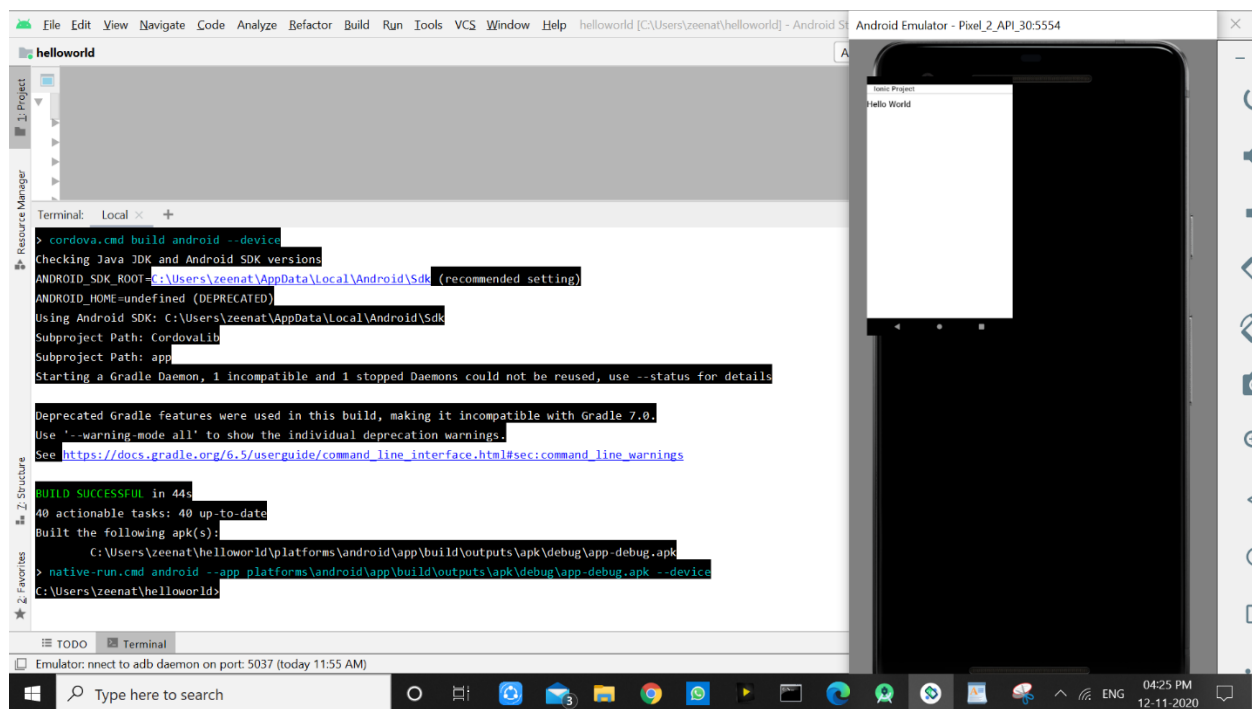 File Edit View Navigate Code Analyze Refactor Build Run Tools VCS Window Help helloworld [C:\Users\zeenat\helloworld] - Android St
Android Emulator - Pixel_2_API_30:5554
helloworld
A
1: Project
Resource Manager
Z: Structure
2: Favorites
Ionic Project
Hello World
Terminal: Local
> cordova.cmd build android --device
Checking Java JDK and Android SDK versions
ANDROID_SDK_ROOT=C:\Users\zeenat\AppData\Local\Android\Sdk (recommended setting)
ANDROID_HOME=undefined (DEPRECATED)
Using Android SDK: C:\Users\zeenat\AppData\Local\Android\Sdk
Subproject Path: CordovaLib
Subproject Path: app
Starting a Gradle Daemon, 1 incompatible and 1 stopped Daemons could not be reused, use --status for details
Deprecated Gradle features were used in this build, making it incompatible with Gradle 7.0.
Use '--warning-mode all' to show the individual deprecation warnings.
See https://docs.gradle.org/6.5/userguide/command_line_interface.html#sec:command_line_warnings
BUILD SUCCESSFUL in 44s
40 actionable tasks: 40 up-to-date
Built the following apk(s):
C:\Users\zeenat\helloworld\platforms\android\app\build\outputs\apk\debug\app-debug.apk
> native-run.cmd android --app platforms\android\app\build\outputs\apk\debug\app-debug.apk --device
C:\Users\zeenat\helloworld>
TODO Terminal
Emulator: nnect to adb daemon on port: 5037 (today 11:55 AM)
Type here to search
3
ENG
04:25 PM
12-11-2020